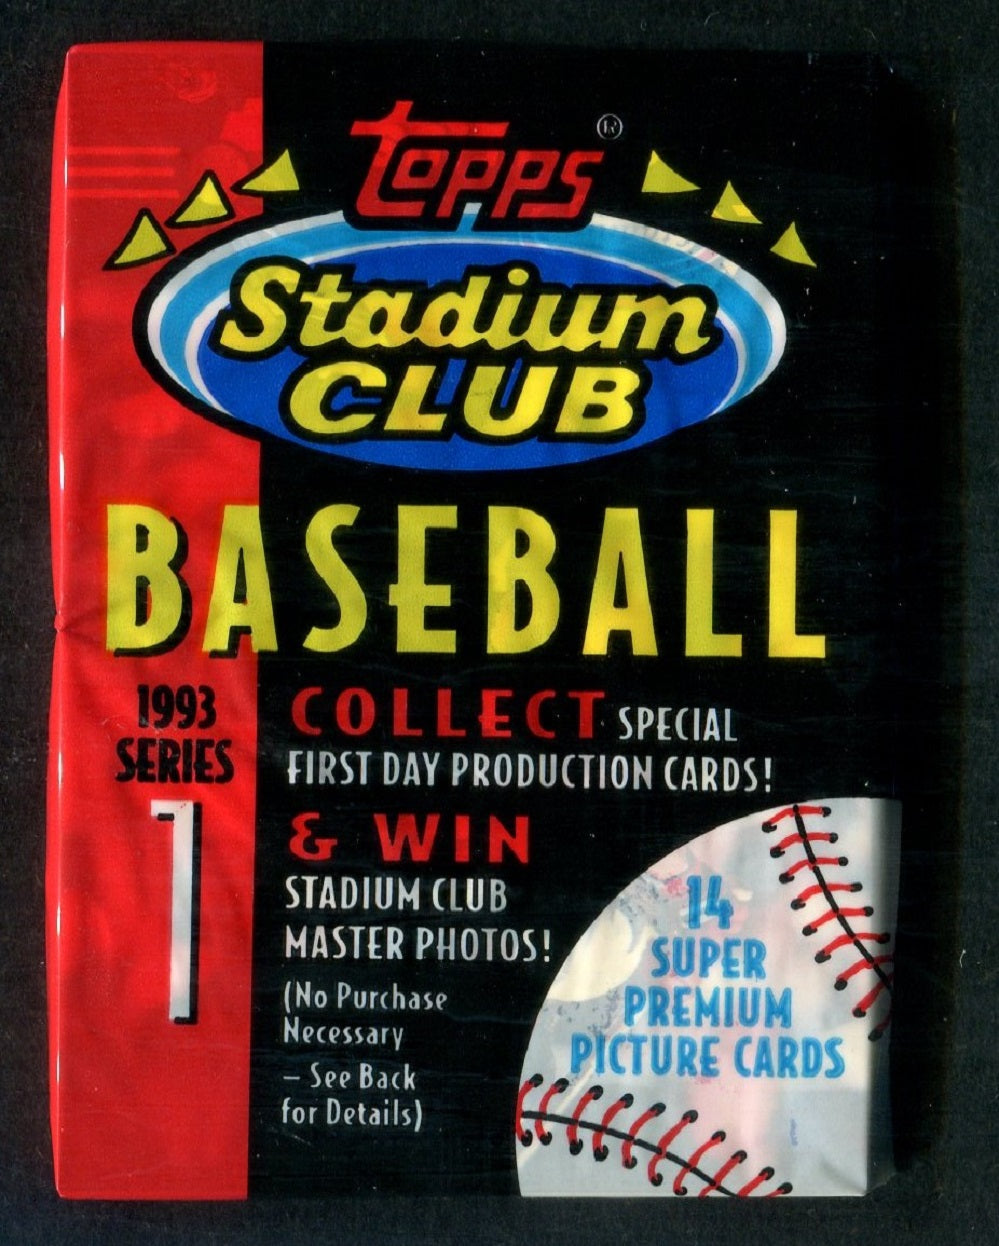 Topps ®
Stadium
CLUB
BASEBALL
1993
SERIES
1
COLLECT SPECIAL
FIRST DAY PRODUCTION CARDS!
& WIN
STADIUM CLUB
MASTER PHOTOS!
(No Purchase
Necessary
– See Back
for Details)
14
SUPER
PREMIUM
PICTURE CARDS